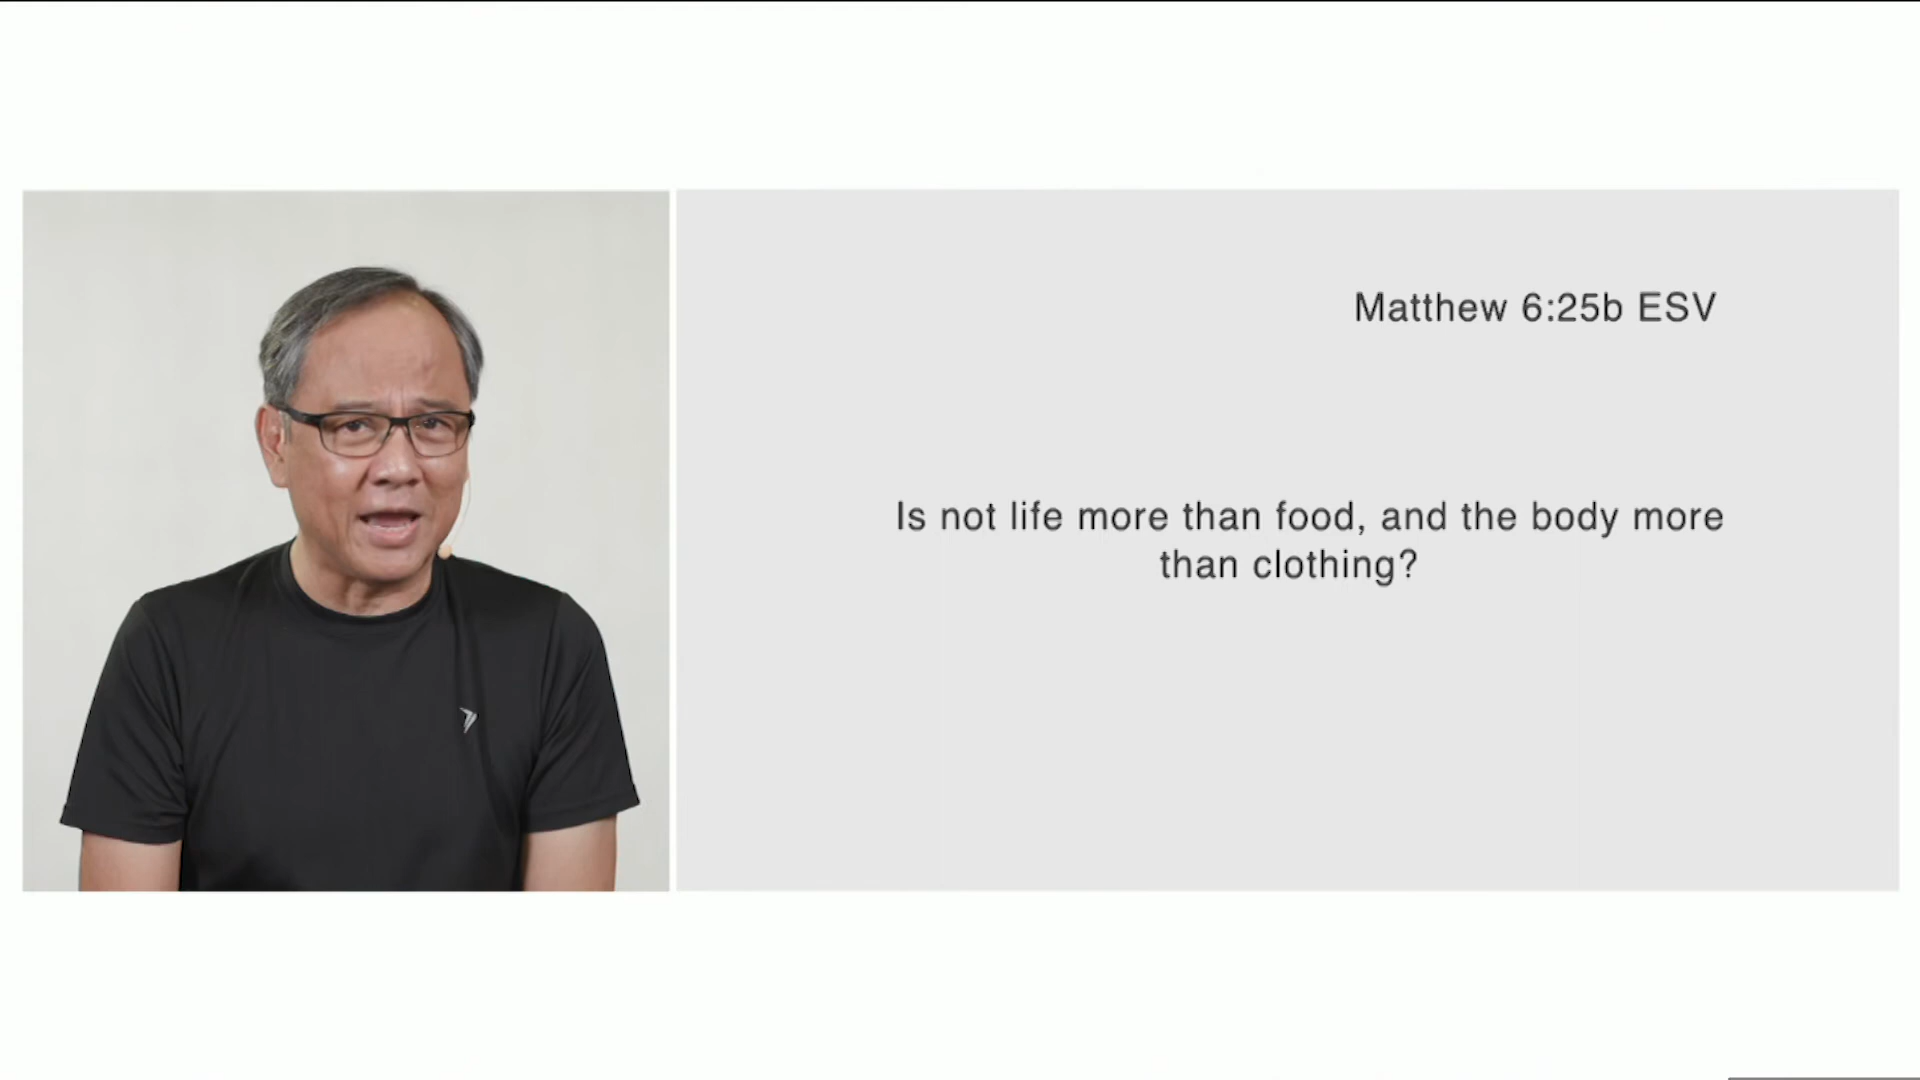 Matthew 6:25b ESV
Is not life more than food, and the body more
than clothing?